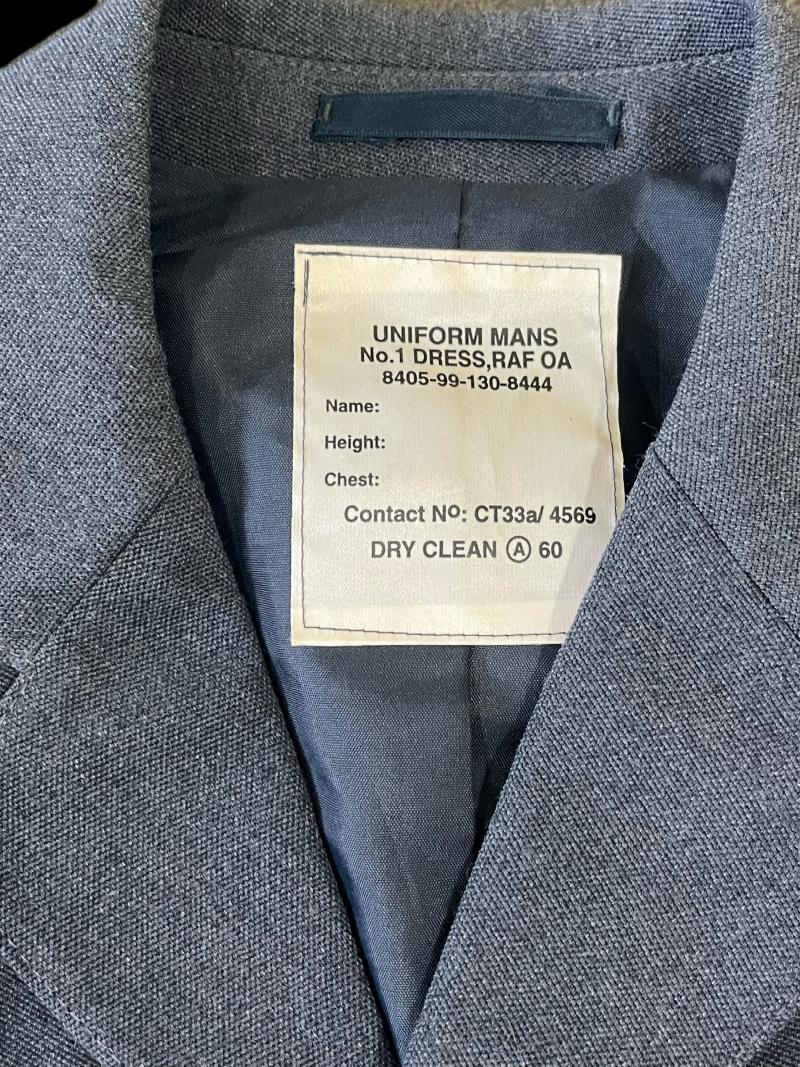 UNIFORM MANS
No.1 DRESS,RAF OA
8405-99-130-8444
Name:
Height:
Chest:
Contact Nº: CT33a/ 4569
DRY CLEAN Ⓐ 60